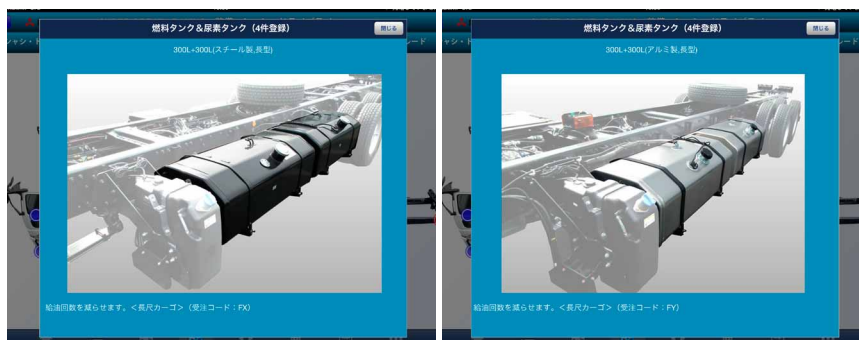 燃料タンク＆尿素タンク（4件登録）
閉じる
300L+300L(スチール製,長型)
給油回数を減らせます。＜長尺カーゴ＞（受注コード：FX）
燃料タンク＆尿素タンク（4件登録）
閉じる
300L+300L(アルミ製,長型)
給油回数を減らせます。＜長尺カーゴ＞（受注コード：FY）